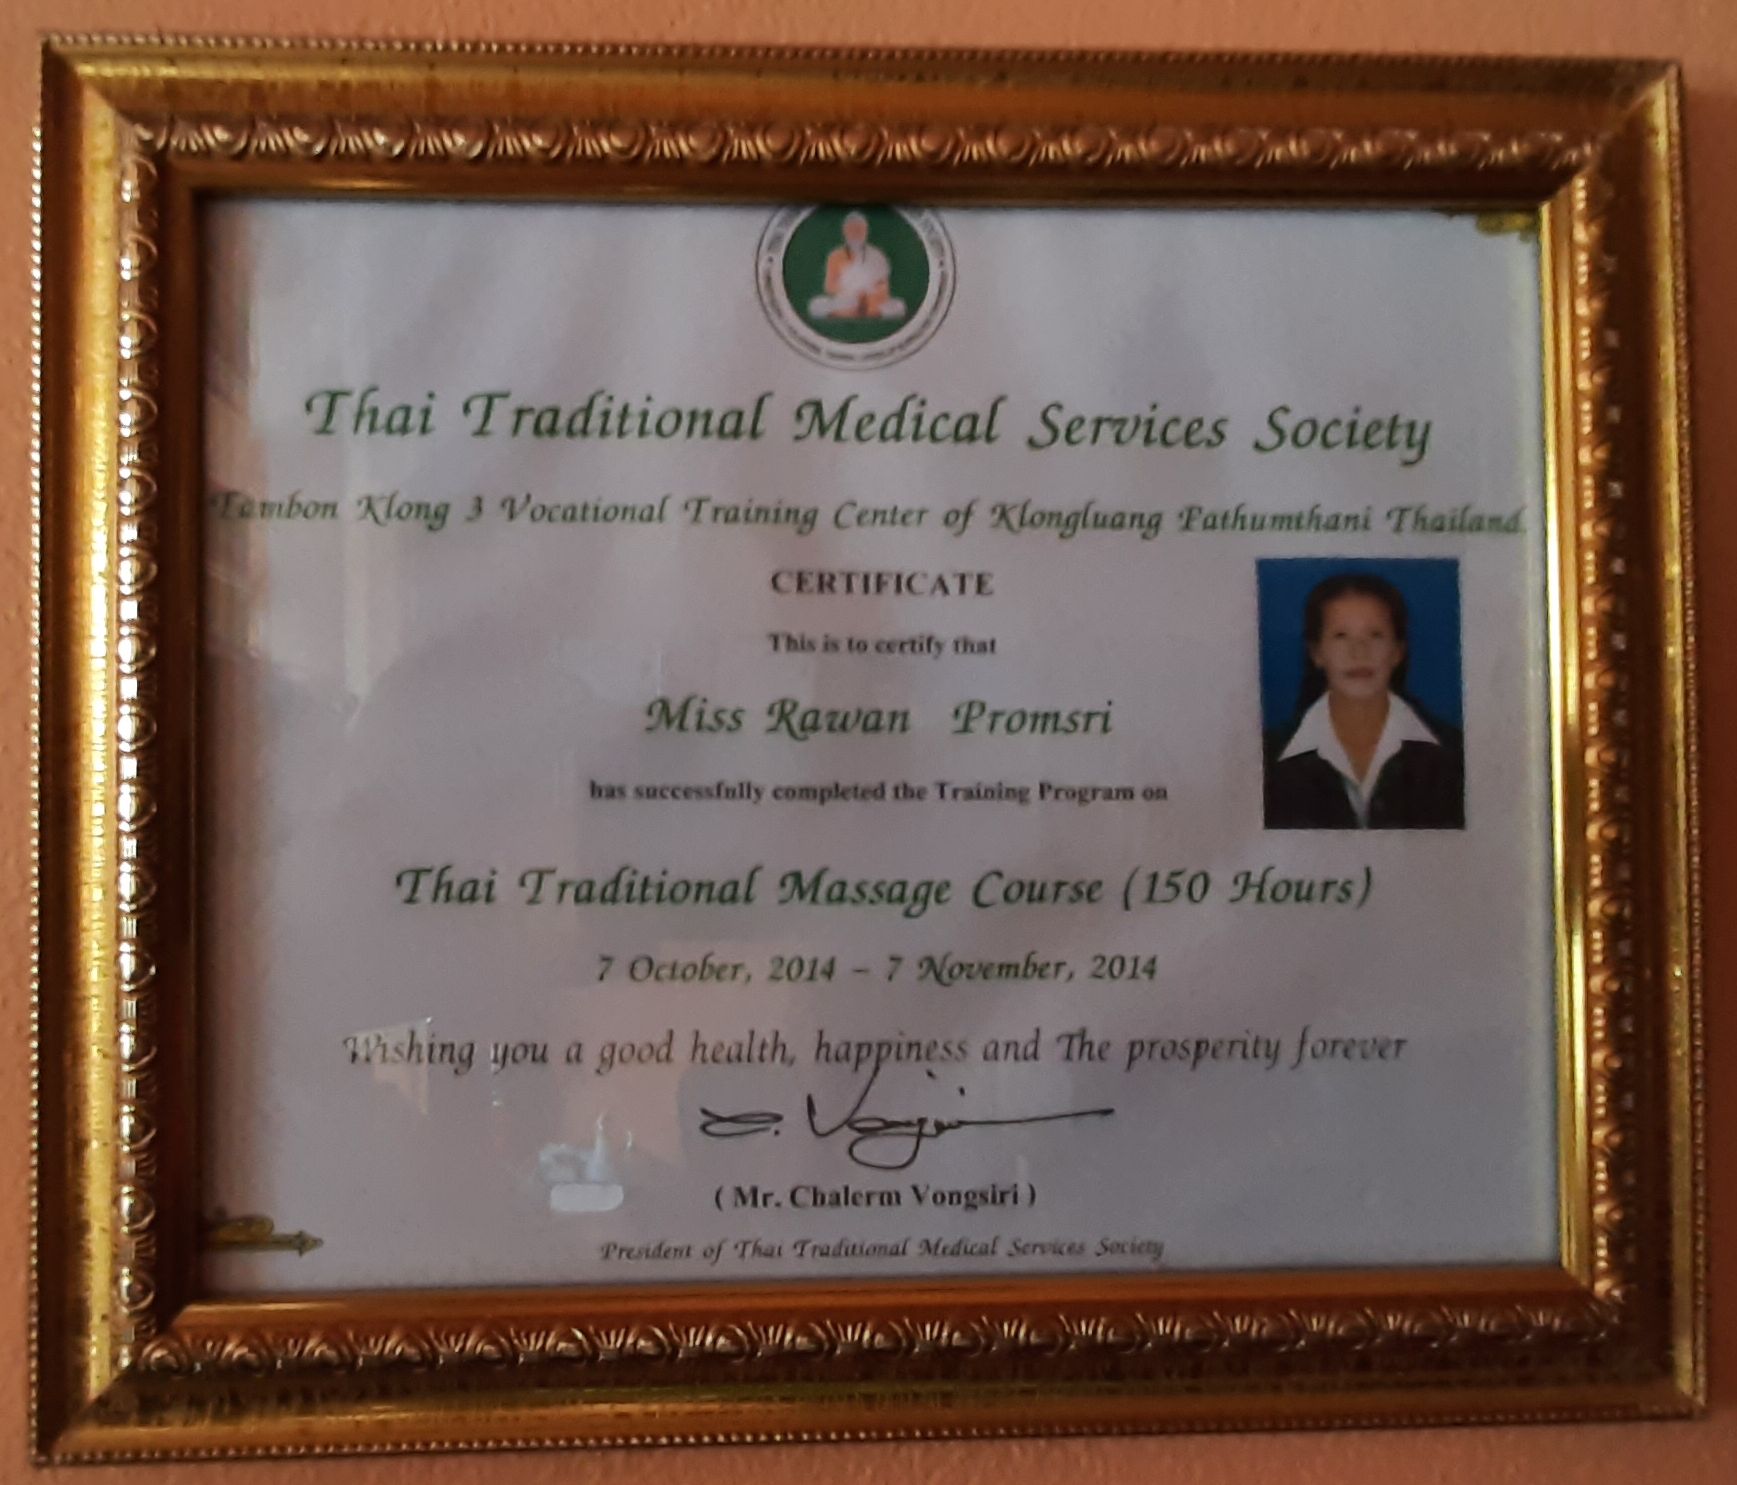 Thai Traditional Medical Services Society
Tambon Klong 3 Vocational Training Center of Klongluang Pathumthani Thailand.
CERTIFICATE
This is to certify that
Miss Rawan Promsri
has successfully completed the Training Program on
Thai Traditional Massage Course (150 Hours)
7 October, 2014 – 7 November, 2014
Wishing you a good health, happiness and The prosperity forever
( Mr. Chalerm Vongsiri )
President of Thai Traditional Medical Services Society